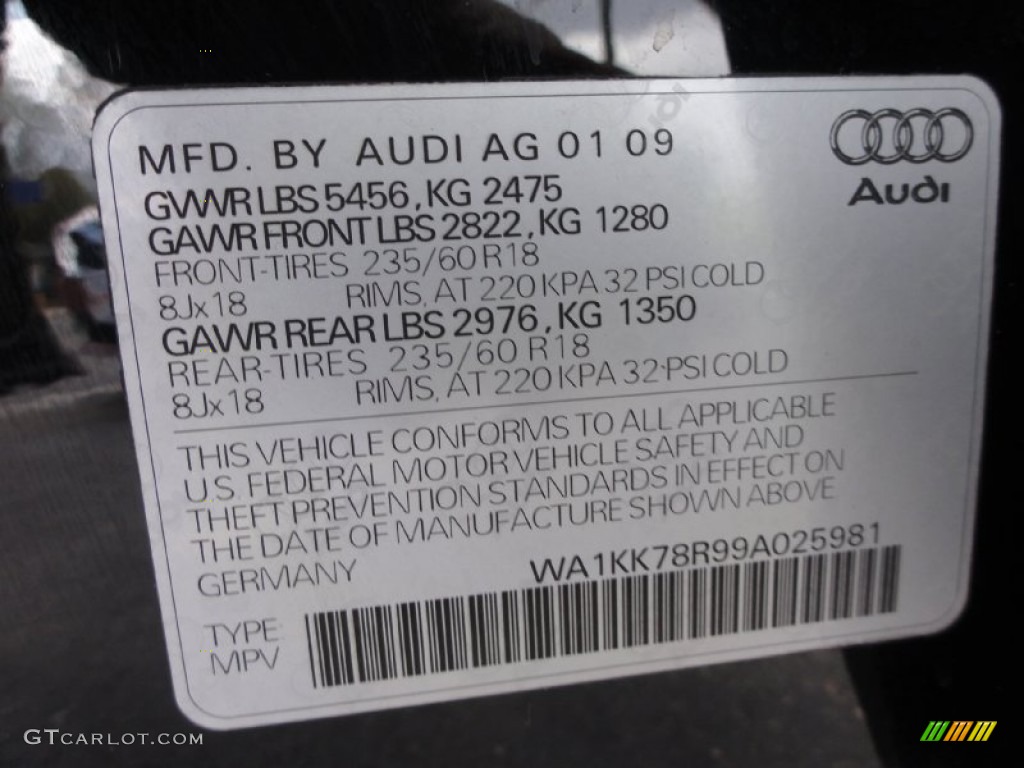 MFD. BY AUDI AG 01 09
Audi
GVWR LBS 5456, KG 2475
GAWR FRONT LBS 2822, KG 1280
FRONT-TIRES 235/60 R18
8Jx18 RIMS, AT 220 KPA 32 PSI COLD
GAWR REAR LBS 2976, KG 1350
REAR-TIRES 235/60 R18
8Jx18 RIMS, AT 220 KPA 32 PSI COLD
THIS VEHICLE CONFORMS TO ALL APPLICABLE
U.S. FEDERAL MOTOR VEHICLE SAFETY AND
THEFT PREVENTION STANDARDS IN EFFECT ON
THE DATE OF MANUFACTURE SHOWN ABOVE
GERMANY WA1KK78R99A025981
TYPE
MPV
GTCARLOT.COM